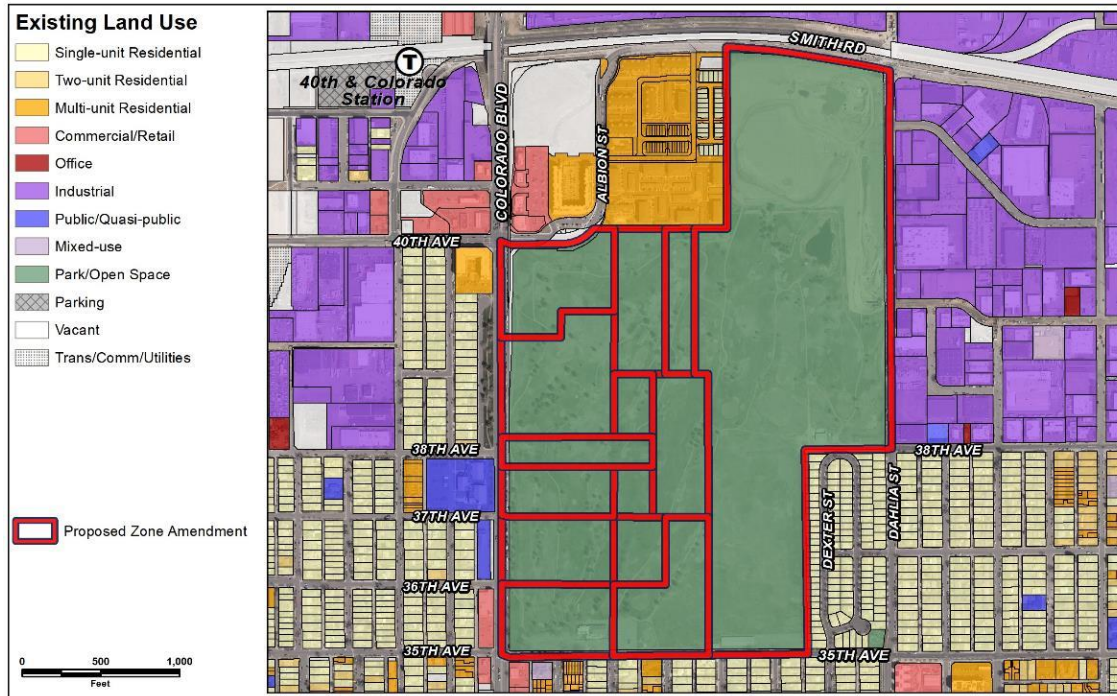 Existing Land Use
Single-unit Residential
Two-unit Residential
Multi-unit Residential
Commercial/Retail
Office
Industrial
Public/Quasi-public
Mixed-use
Park/Open Space
Parking
Vacant
Trans/Comm/Utilities
Proposed Zone Amendment
0 500 1,000
Feet
T
40th & Colorado
Station
SMITH RD
COLORADO BLVD
ALBION ST
40TH AVE
38TH AVE
38TH AVE
37TH AVE
DEXTER ST
DAHLIA ST
36TH AVE
35TH AVE
35TH AVE